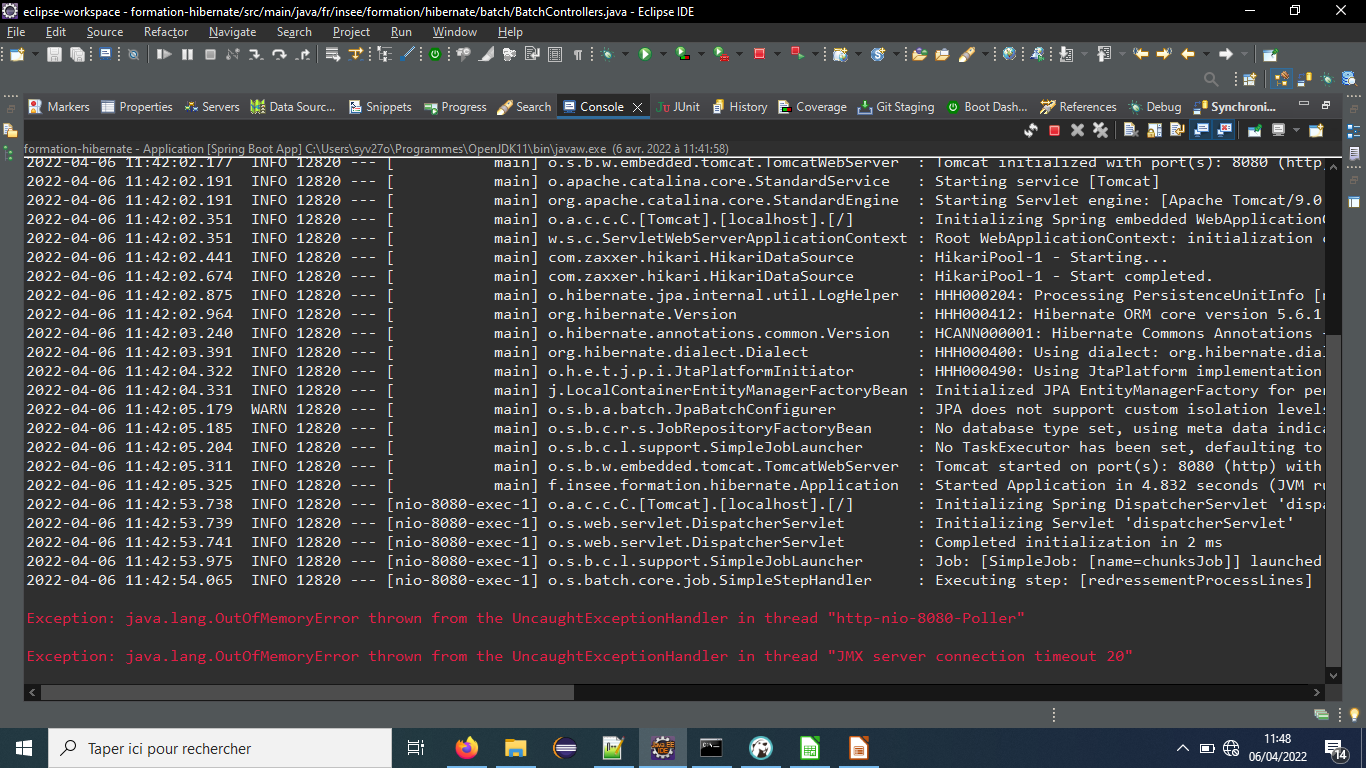 eclipse-workspace - formation-hibernate/src/main/java/fr/insee/formation/hibernate/batch/BatchControllers.java - Eclipse IDE
File Edit Source Refactor Navigate Search Project Run Window Help
Markers Properties Servers Data Sourc... Snippets Progress Search Console JUnit History Coverage Git Staging Boot Dash... References Debug Synchroni...
formation-hibernate - Application [Spring Boot App] C:\Users\syv27o\Programmes\OpenJDK11\bin\javaw.exe (6 avr. 2022 à 11:41:58)
2022-04-06 11:42:02.177 INFO 12820 --- [ main] o.s.b.w.embedded.tomcat.TomcatWebServer : Tomcat initialized with port(s): 8080 (http
2022-04-06 11:42:02.191 INFO 12820 --- [ main] o.apache.catalina.core.StandardService : Starting service [Tomcat]
2022-04-06 11:42:02.191 INFO 12820 --- [ main] org.apache.catalina.core.StandardEngine : Starting Servlet engine: [Apache Tomcat/9.0
2022-04-06 11:42:02.351 INFO 12820 --- [ main] o.a.c.c.C.[Tomcat].[localhost].[/] : Initializing Spring embedded WebApplication
2022-04-06 11:42:02.351 INFO 12820 --- [ main] w.s.c.ServletWebServerApplicationContext : Root WebApplicationContext: initialization
2022-04-06 11:42:02.441 INFO 12820 --- [ main] com.zaxxer.hikari.HikariDataSource : HikariPool-1 - Starting...
2022-04-06 11:42:02.674 INFO 12820 --- [ main] com.zaxxer.hikari.HikariDataSource : HikariPool-1 - Start completed.
2022-04-06 11:42:02.875 INFO 12820 --- [ main] o.hibernate.jpa.internal.util.LogHelper : HHH000204: Processing PersistenceUnitInfo [
2022-04-06 11:42:02.964 INFO 12820 --- [ main] org.hibernate.Version : HHH000412: Hibernate ORM core version 5.6.1
2022-04-06 11:42:03.240 INFO 12820 --- [ main] o.hibernate.annotations.common.Version : HCANN000001: Hibernate Commons Annotations
2022-04-06 11:42:03.391 INFO 12820 --- [ main] org.hibernate.dialect.Dialect : HHH000400: Using dialect: org.hibernate.dial
2022-04-06 11:42:04.322 INFO 12820 --- [ main] o.h.e.t.j.p.i.JtaPlatformInitiator : HHH000490: Using JtaPlatform implementation
2022-04-06 11:42:04.331 INFO 12820 --- [ main] j.LocalContainerEntityManagerFactoryBean : Initialized JPA EntityManagerFactory for per
2022-04-06 11:42:05.179 WARN 12820 --- [ main] o.s.b.a.batch.JpaBatchConfigurer : JPA does not support custom isolation levels
2022-04-06 11:42:05.185 INFO 12820 --- [ main] o.s.b.c.r.s.JobRepositoryFactoryBean : No database type set, using meta data indica
2022-04-06 11:42:05.204 INFO 12820 --- [ main] o.s.b.c.l.support.SimpleJobLauncher : No TaskExecutor has been set, defaulting to
2022-04-06 11:42:05.311 INFO 12820 --- [ main] o.s.b.w.embedded.tomcat.TomcatWebServer : Tomcat started on port(s): 8080 (http) with
2022-04-06 11:42:05.325 INFO 12820 --- [ main] f.insee.formation.hibernate.Application : Started Application in 4.832 seconds (JVM ru
2022-04-06 11:42:53.738 INFO 12820 --- [nio-8080-exec-1] o.a.c.c.C.[Tomcat].[localhost].[/] : Initializing Spring DispatcherServlet 'disp
2022-04-06 11:42:53.739 INFO 12820 --- [nio-8080-exec-1] o.s.web.servlet.DispatcherServlet : Initializing Servlet 'dispatcherServlet'
2022-04-06 11:42:53.741 INFO 12820 --- [nio-8080-exec-1] o.s.web.servlet.DispatcherServlet : Completed initialization in 2 ms
2022-04-06 11:42:53.975 INFO 12820 --- [nio-8080-exec-1] o.s.b.c.l.support.SimpleJobLauncher : Job: [SimpleJob: [name=chunksJob]] launched
2022-04-06 11:42:54.065 INFO 12820 --- [nio-8080-exec-1] o.s.batch.core.job.SimpleStepHandler : Executing step: [redressementProcessLines]
Exception: java.lang.OutOfMemoryError thrown from the UncaughtExceptionHandler in thread "http-nio-8080-Poller"
Exception: java.lang.OutOfMemoryError thrown from the UncaughtExceptionHandler in thread "JMX server connection timeout 20"
Taper ici pour rechercher
11:48
06/04/2022
14